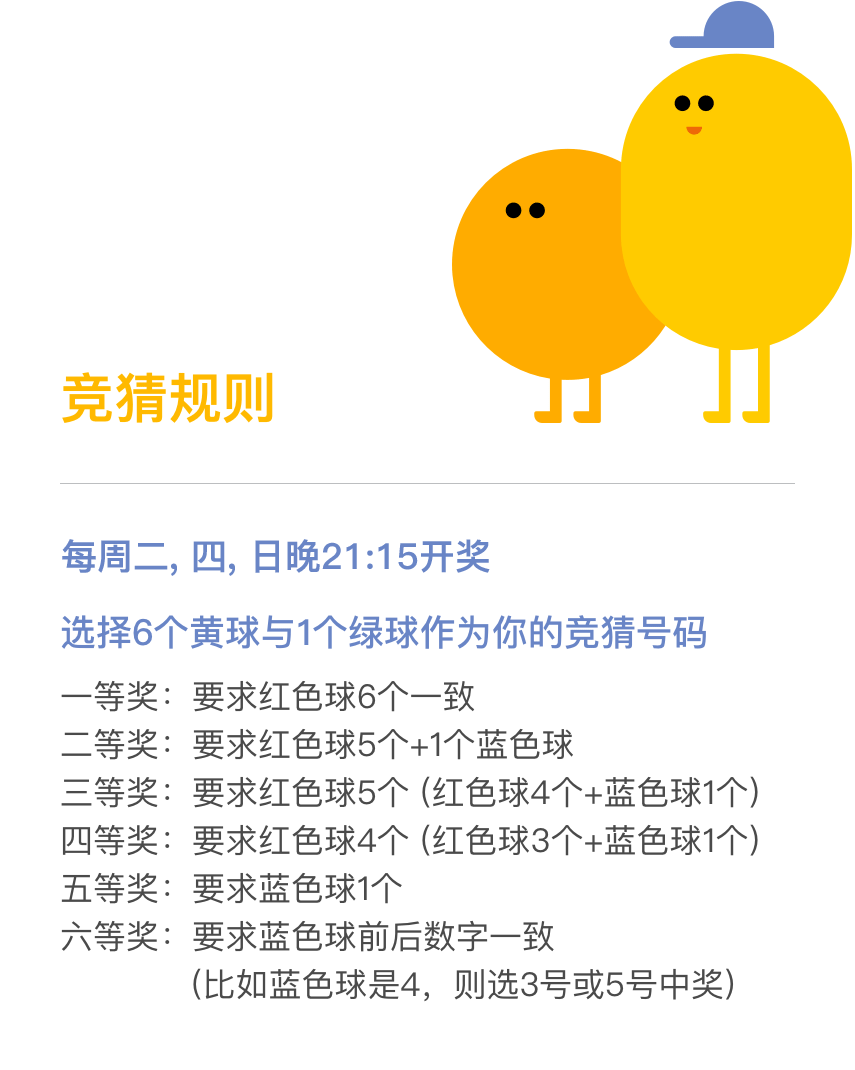 竞猜规则
每周二, 四, 日晚21:15开奖
选择6个黄球与1个绿球作为你的竞猜号码
一等奖：要求红色球6个一致
二等奖：要求红色球5个+1个蓝色球
三等奖：要求红色球5个 (红色球4个+蓝色球1个)
四等奖：要求红色球4个 (红色球3个+蓝色球1个)
五等奖：要求蓝色球1个
六等奖：要求蓝色球前后数字一致
(比如蓝色球是4，则选3号或5号中奖)